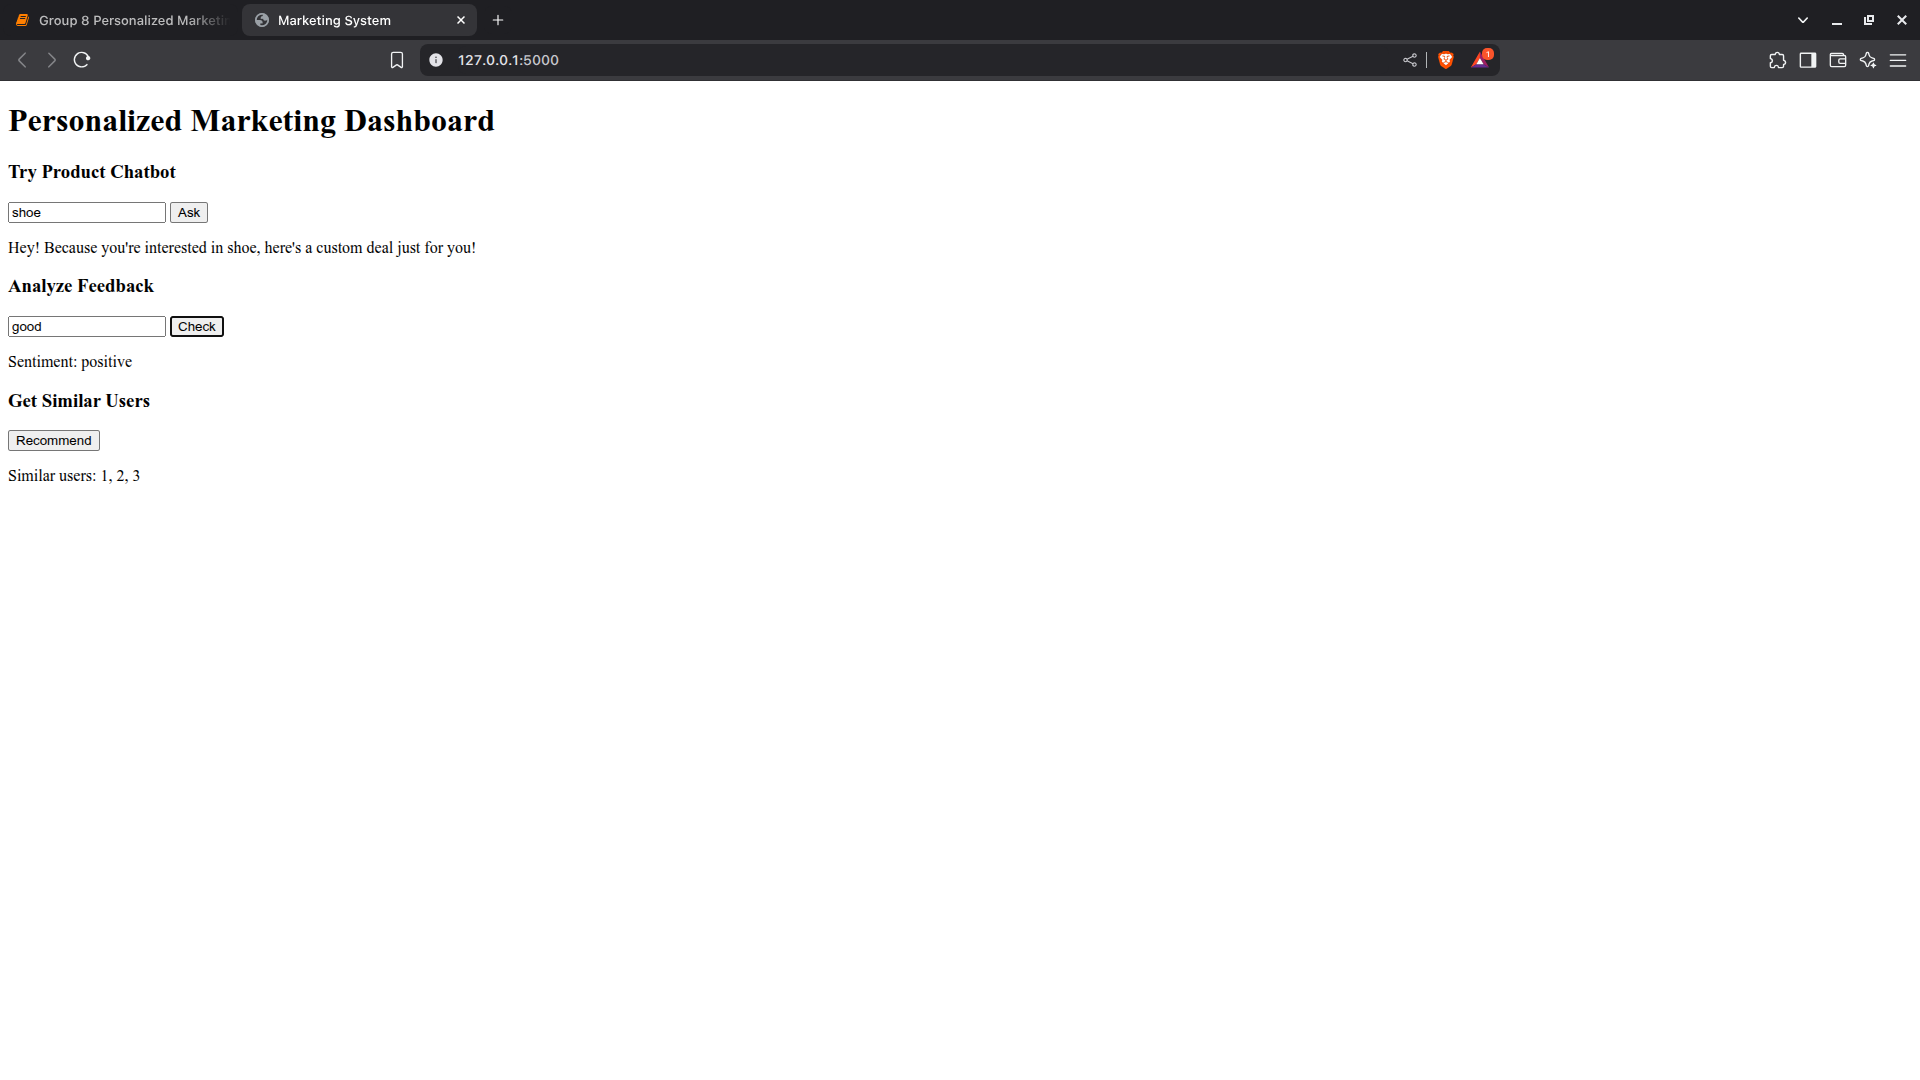 Group 8 Personalized Marketi
Marketing System
127.0.0.1:5000
1
Personalized Marketing Dashboard
Try Product Chatbot
shoe Ask
Hey! Because you're interested in shoe, here's a custom deal just for you!
Analyze Feedback
good Check
Sentiment: positive
Get Similar Users
Recommend
Similar users: 1, 2, 3